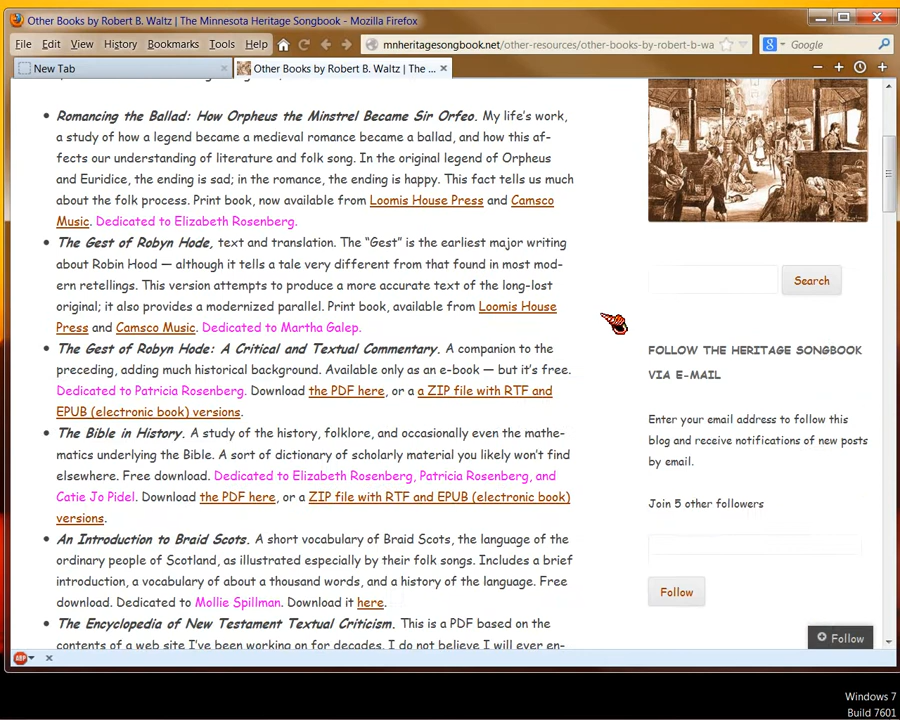 Other Books by Robert B. Waltz | The Minnesota Heritage Songbook - Mozilla Firefox
File Edit View History Bookmarks Tools Help
mnheritagesongbook.net/other-resources/other-books-by-robert-b-wa
Google
New Tab
Other Books by Robert B. Waltz | The ...
Romancing the Ballad: How Orpheus the Minstrel Became Sir Orfeo. My life's work,
a study of how a legend became a medieval romance became a ballad, and how this af-
fects our understanding of literature and folk song. In the original legend of Orpheus
and Euridice, the ending is sad; in the romance, the ending is happy. This fact tells us much
about the folk process. Print book, now available from Loomis House Press and Camsco
Music. Dedicated to Elizabeth Rosenberg.
The Gest of Robyn Hode, text and translation. The “Gest” is the earliest major writing
about Robin Hood — although it tells a tale very different from that found in most mod-
ern retellings. This version attempts to produce a more accurate text of the long-lost
original; it also provides a modernized parallel. Print book, available from Loomis House
Press and Camsco Music. Dedicated to Martha Galep.
The Gest of Robyn Hode: A Critical and Textual Commentary. A companion to the
preceding, adding much historical background. Available only as an e-book — but it's free.
Dedicated to Patricia Rosenberg. Download the PDF here, or a a ZIP file with RTF and
EPUB (electronic book) versions.
The Bible in History. A study of the history, folklore, and occasionally even the mathe-
matics underlying the Bible. A sort of dictionary of scholarly material you likely won't find
elsewhere. Free download. Dedicated to Elizabeth Rosenberg, Patricia Rosenberg, and
Catie Jo Pidel. Download the PDF here, or a ZIP file with RTF and EPUB (electronic book)
versions.
An Introduction to Braid Scots. A short vocabulary of Braid Scots, the language of the
ordinary people of Scotland, as illustrated especially by their folk songs. Includes a brief
introduction, a vocabulary of about a thousand words, and a history of the language. Free
download. Dedicated to Mollie Spillman. Download it here.
The Encyclopedia of New Testament Textual Criticism. This is a PDF based on the
contents of a web site I've been working on for decades. I do not believe I will ever en-
Search
FOLLOW THE HERITAGE SONGBOOK
VIA E-MAIL
Enter your email address to follow this
blog and receive notifications of new posts
by email.
Join 5 other followers
Follow
Follow
ABP
Windows 7
Build 7601